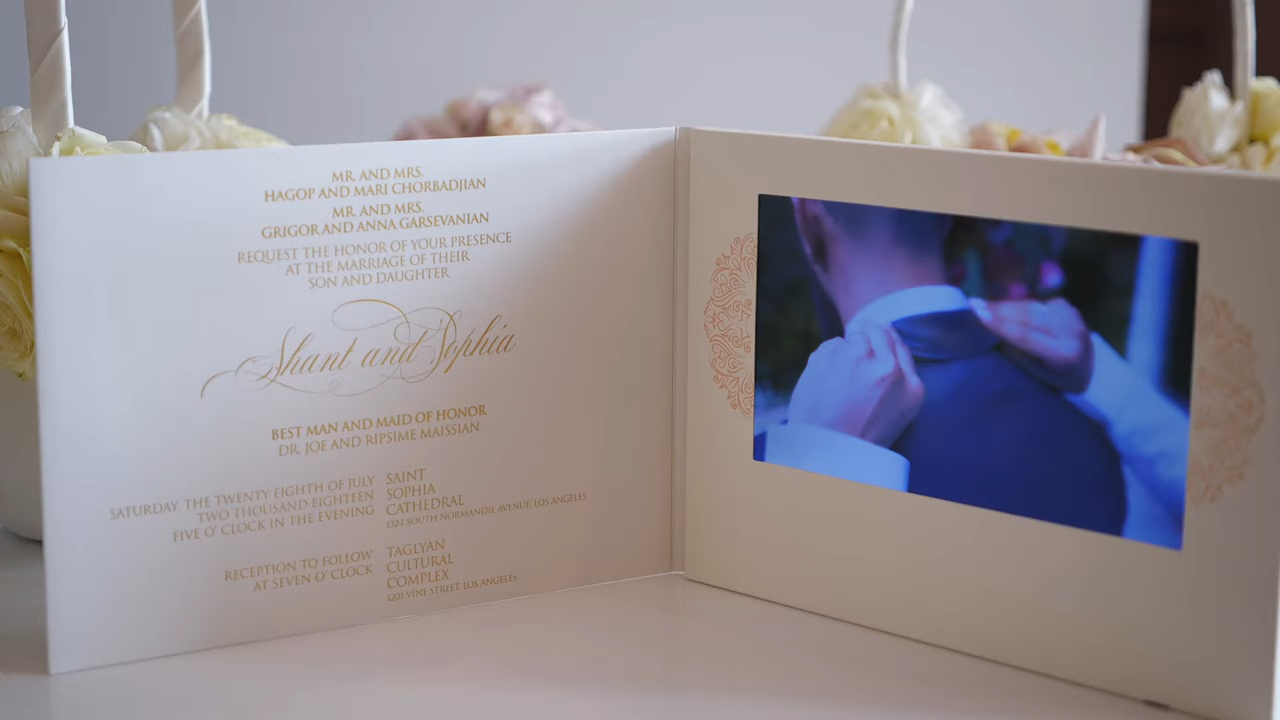 MR. AND MRS.
HAGOP AND MARI CHORBADJIAN
MR. AND MRS.
GRIGOR AND ANNA GARSEVANIAN
REQUEST THE HONOR OF YOUR PRESENCE
AT THE MARRIAGE OF THEIR
SON AND DAUGHTER
Shant and Sophia
BEST MAN AND MAID OF HONOR
DR. JOE AND RIPSIME MAISSIAN
SATURDAY, THE TWENTY EIGHTH OF JULY
TWO THOUSAND EIGHTEEN
FIVE O' CLOCK IN THE EVENING
SAINT
SOPHIA
CATHEDRAL
1324 SOUTH NORMANDIE AVENUE, LOS ANGELES
RECEPTION TO FOLLOW
AT SEVEN O' CLOCK
TAGLYAN
CULTURAL
COMPLEX
1201 VINE STREET, LOS ANGELES